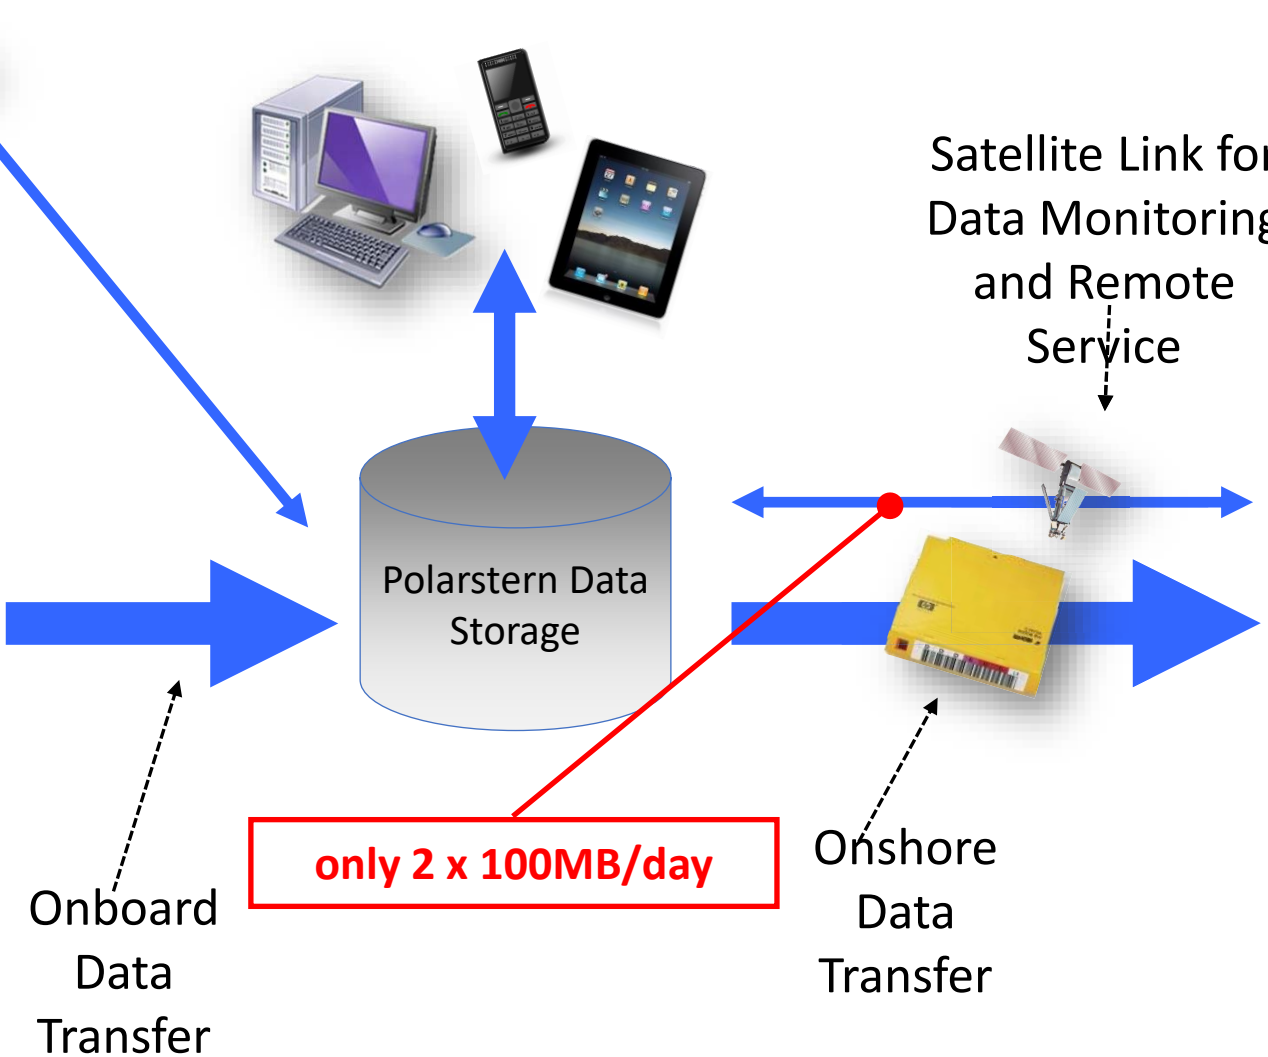 Satellite Link for
Data Monitoring
and Remote
Service
Polarstern Data
Storage
only 2 x 100MB/day
Onshore
Data
Transfer
Onboard
Data
Transfer